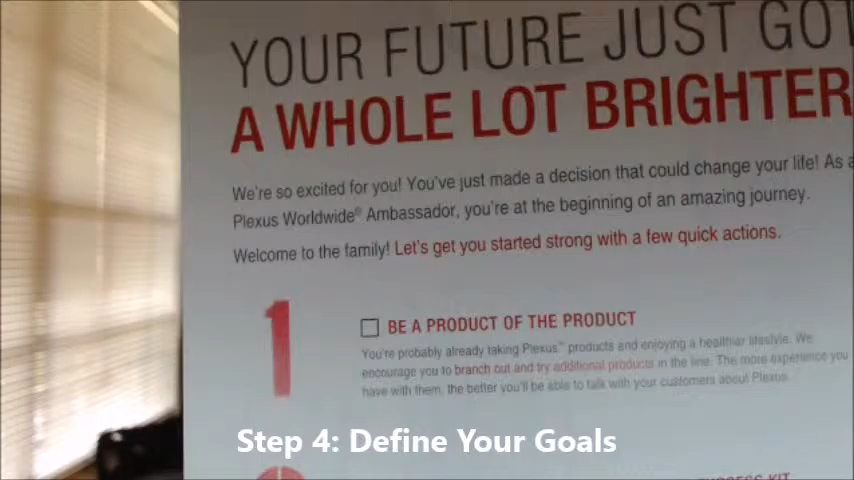 YOUR FUTURE JUST GOT
A WHOLE LOT BRIGHTER
We're so excited for you! You've just made a decision that could change your life! As a
Plexus Worldwide® Ambassador, you're at the beginning of an amazing journey.
Welcome to the family! Let's get you started strong with a few quick actions.
1
BE A PRODUCT OF THE PRODUCT
You're probably already taking Plexus™ products and enjoying a healthier lifestyle. We
encourage you to branch out and try additional products in the line. The more experience you
have with them, the better you'll be able to talk with your customers about Plexus.
Step 4: Define Your Goals
KIT